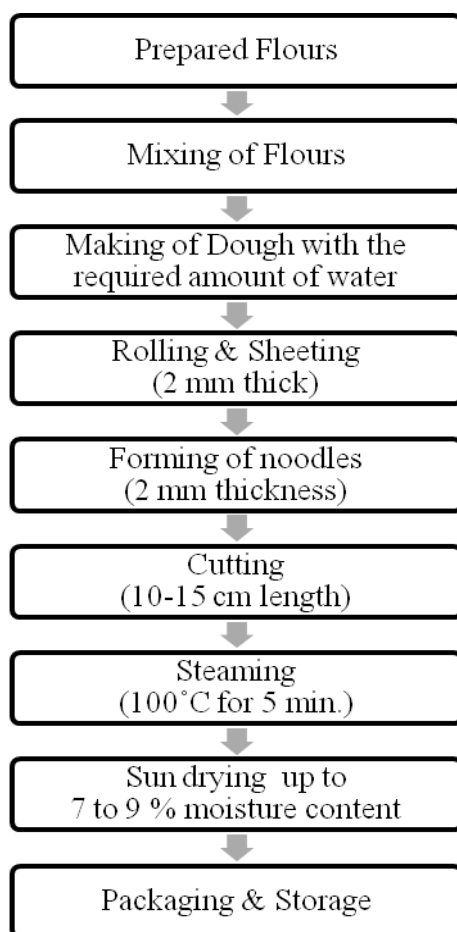 Prepared Flours
Mixing of Flours
Making of Dough with the
required amount of water
Rolling & Sheeting
(2 mm thick)
Forming of noodles
(2 mm thickness)
Cutting
(10-15 cm length)
Steaming
(100˚C for 5 min.)
Sun drying up to
7 to 9 % moisture content
Packaging & Storage